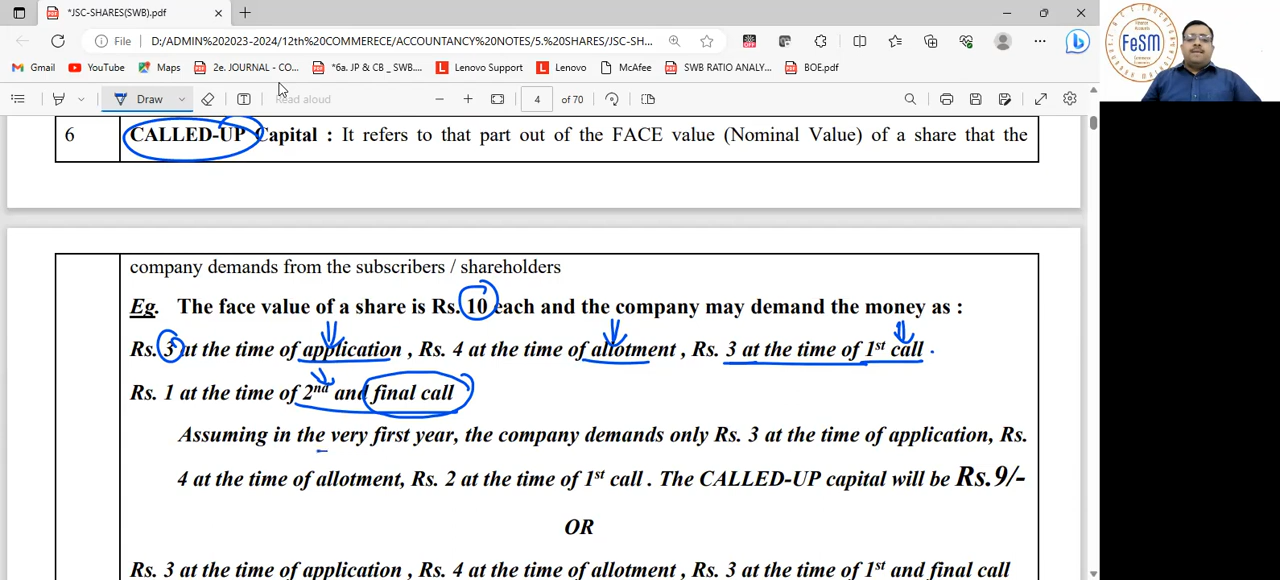 *JSC-SHARES(SWB).pdf
File D:/ADMIN%202023-2024/12th%20COMMERECE/ACCOUNTANC%20NOTES/5.%20SHARES/JSC-SH...
Gmail YouTube Maps 2e. JOURNAL - CO... *6a. JP & CB _ SWB.... Lenovo Support Lenovo McAfee SWB RATIO ANALY... BOE.pdf
Draw Read aloud 4 of 70
6 CALLED-UP Capital : It refers to that part out of the FACE value (Nominal Value) of a share that the
company demands from the subscribers / shareholders
Eg. The face value of a share is Rs. 10 each and the company may demand the money as :
Rs. 3 at the time of application , Rs. 4 at the time of allotment , Rs. 3 at the time of 1st call
Rs. 1 at the time of 2nd and final call
Assuming in the very first year, the company demands only Rs. 3 at the time of application, Rs.
4 at the time of allotment, Rs. 2 at the time of 1st call . The CALLED-UP capital will be Rs.9/-
OR
Rs. 3 at the time of application , Rs. 4 at the time of allotment , Rs. 3 at the time of 1st and final call
FeSM